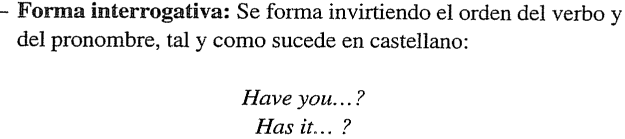 – Forma interrogativa: Se forma invirtiendo el orden del verbo y
del pronombre, tal y como sucede en castellano:
Have you...?
Has it... ?